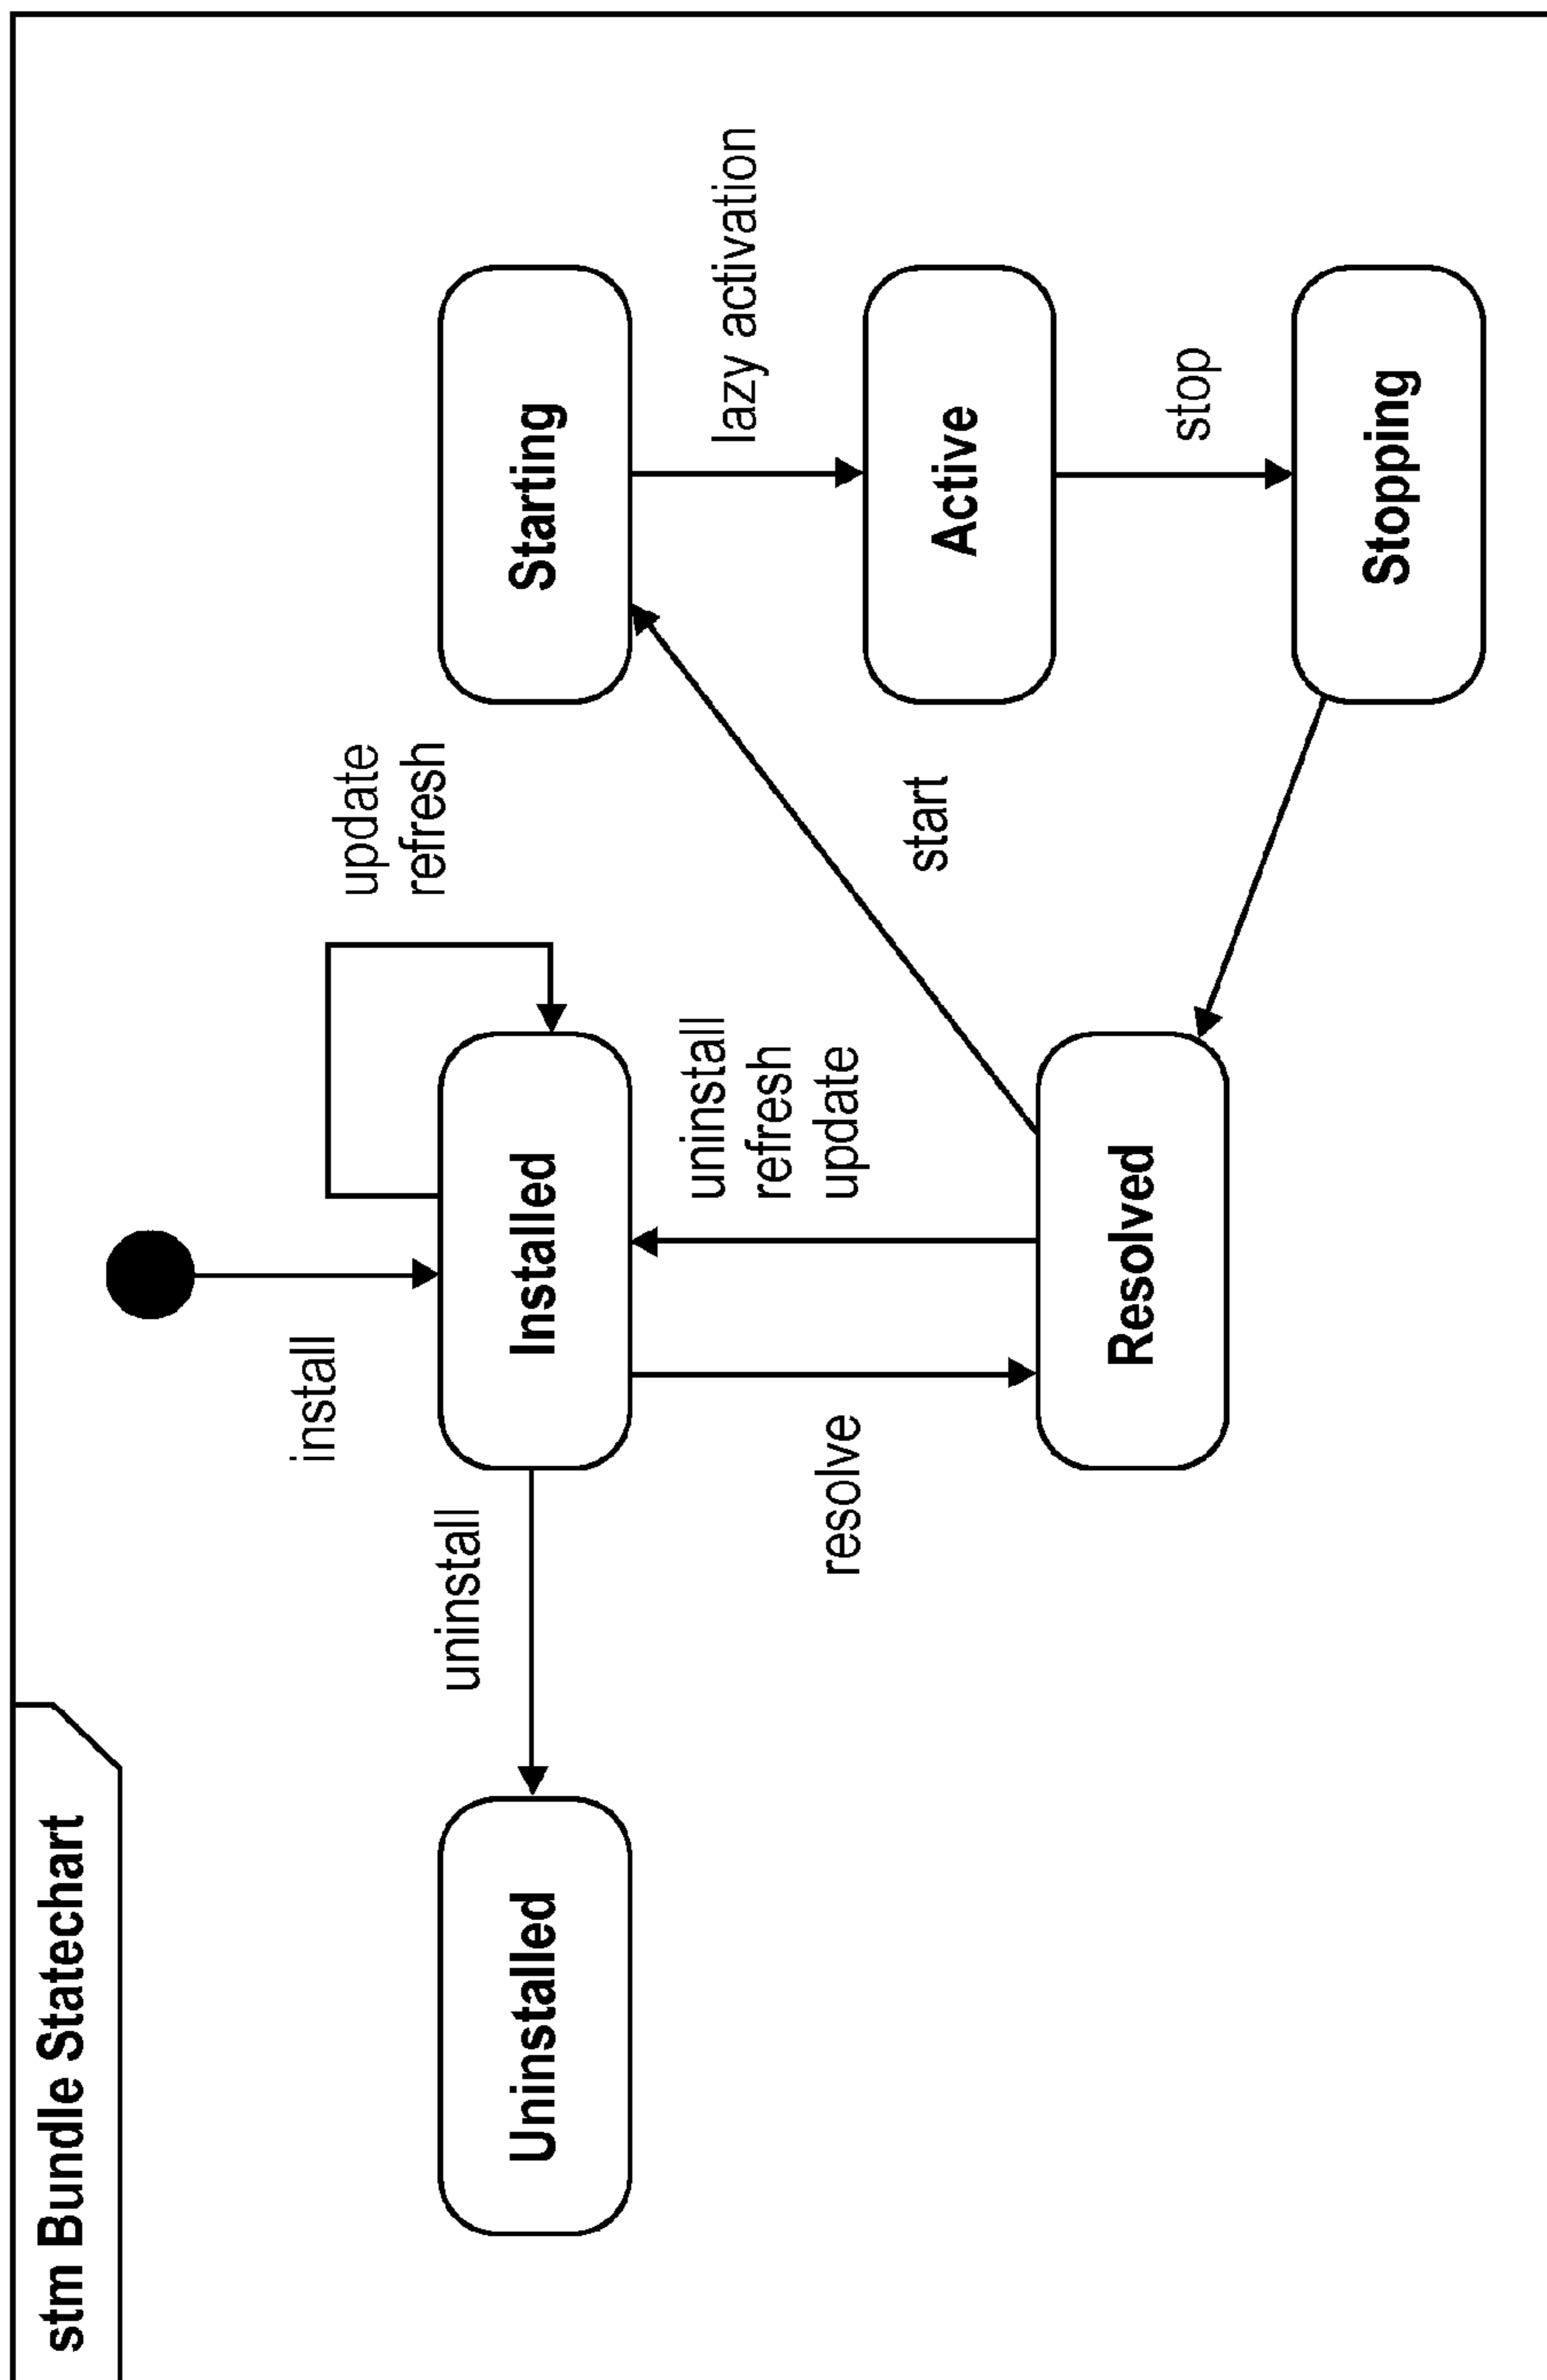 stm Bundle Statechart
install
update
refresh
uninstall
Uninstalled
Installed
Starting
lazy activation
resolve
uninstall
refresh
update
start
Active
Resolved
stop
Stopping